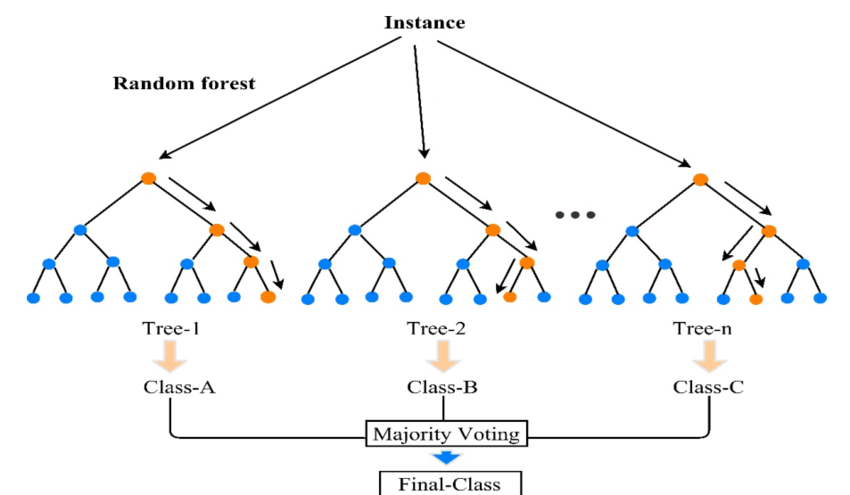 Instance
Random forest
Tree-1
Tree-2
Tree-n
Class-A
Class-B
Class-C
Majority Voting
Final-Class